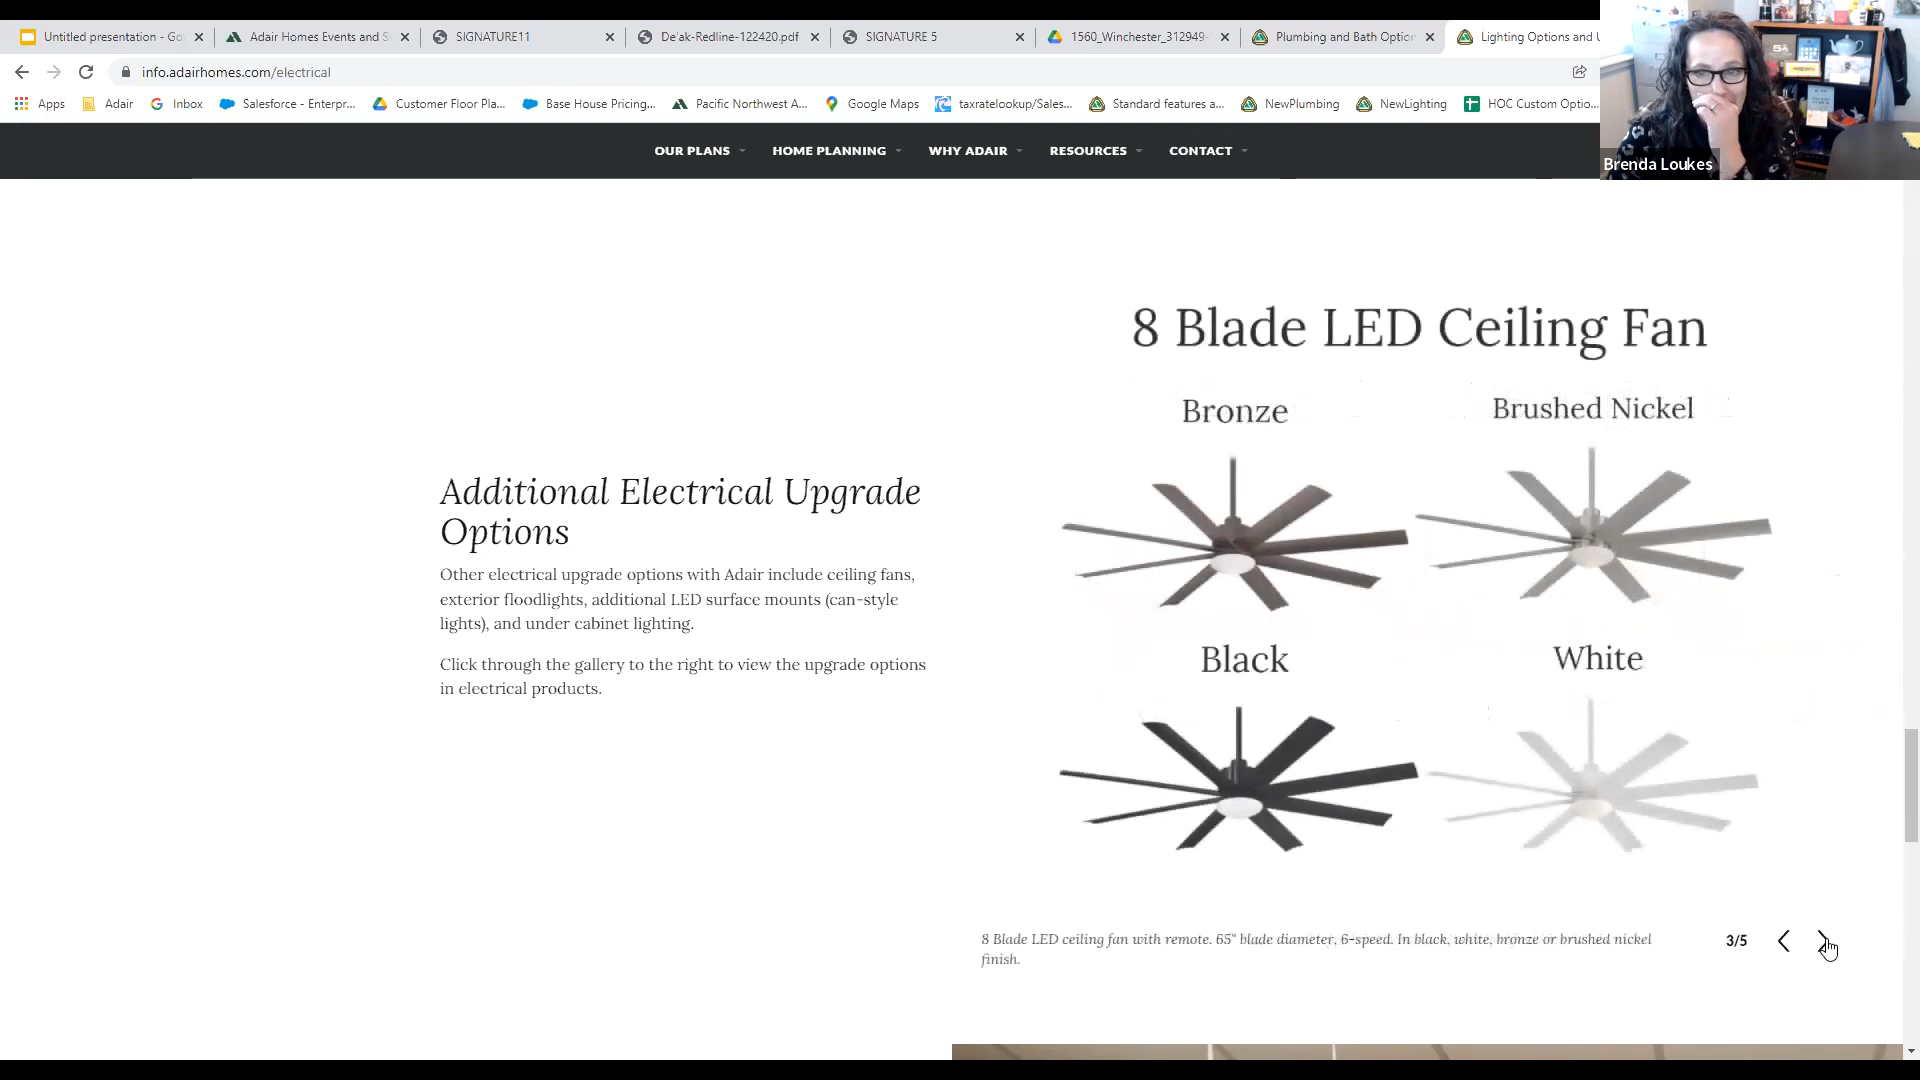 Untitled presentation - Go
Adair Homes Events and S
SIGNATURE11
De'ak-Redline-122420.pdf
SIGNATURE 5
1560_Winchester_312949-
Plumbing and Bath Option
Lighting Options and U
info.adairhomes.com/electrical
Apps
Adair
Inbox
Salesforce - Enterpr...
Customer Floor Pla...
Base House Pricing...
Pacific Northwest A...
Google Maps
taxratelookup/Sales...
Standard features a...
NewPlumbing
NewLighting
HOC Custom Optio...
OUR PLANS
HOME PLANNING
WHY ADAIR
RESOURCES
CONTACT
Brenda Loukes
8 Blade LED Ceiling Fan
Bronze
Brushed Nickel
Additional Electrical Upgrade
Options
Other electrical upgrade options with Adair include ceiling fans,
exterior floodlights, additional LED surface mounts (can-style
lights), and under cabinet lighting.
Click through the gallery to the right to view the upgrade options
in electrical products.
Black
White
8 Blade LED ceiling fan with remote. 65" blade diameter, 6-speed. In black, white, bronze or brushed nickel
finish.
3/5